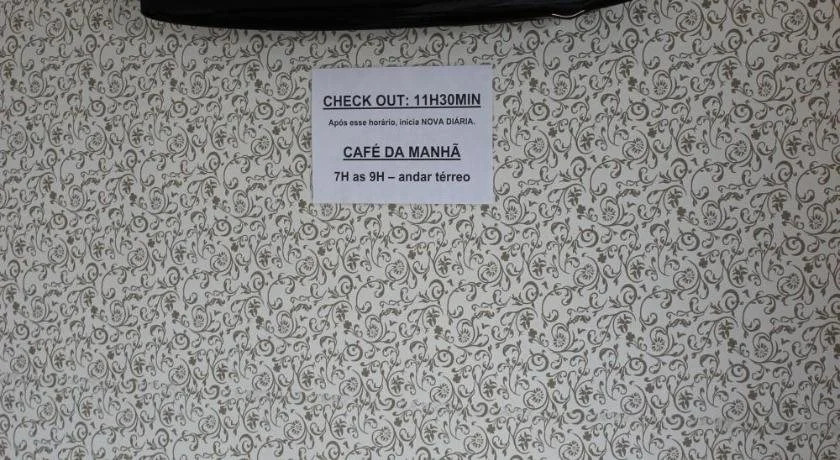 CHECK OUT: 11H30MIN
Após esse horário, inicia NOVA DIÁRIA.
CAFÉ DA MANHÃ
7H as 9H – andar térreo